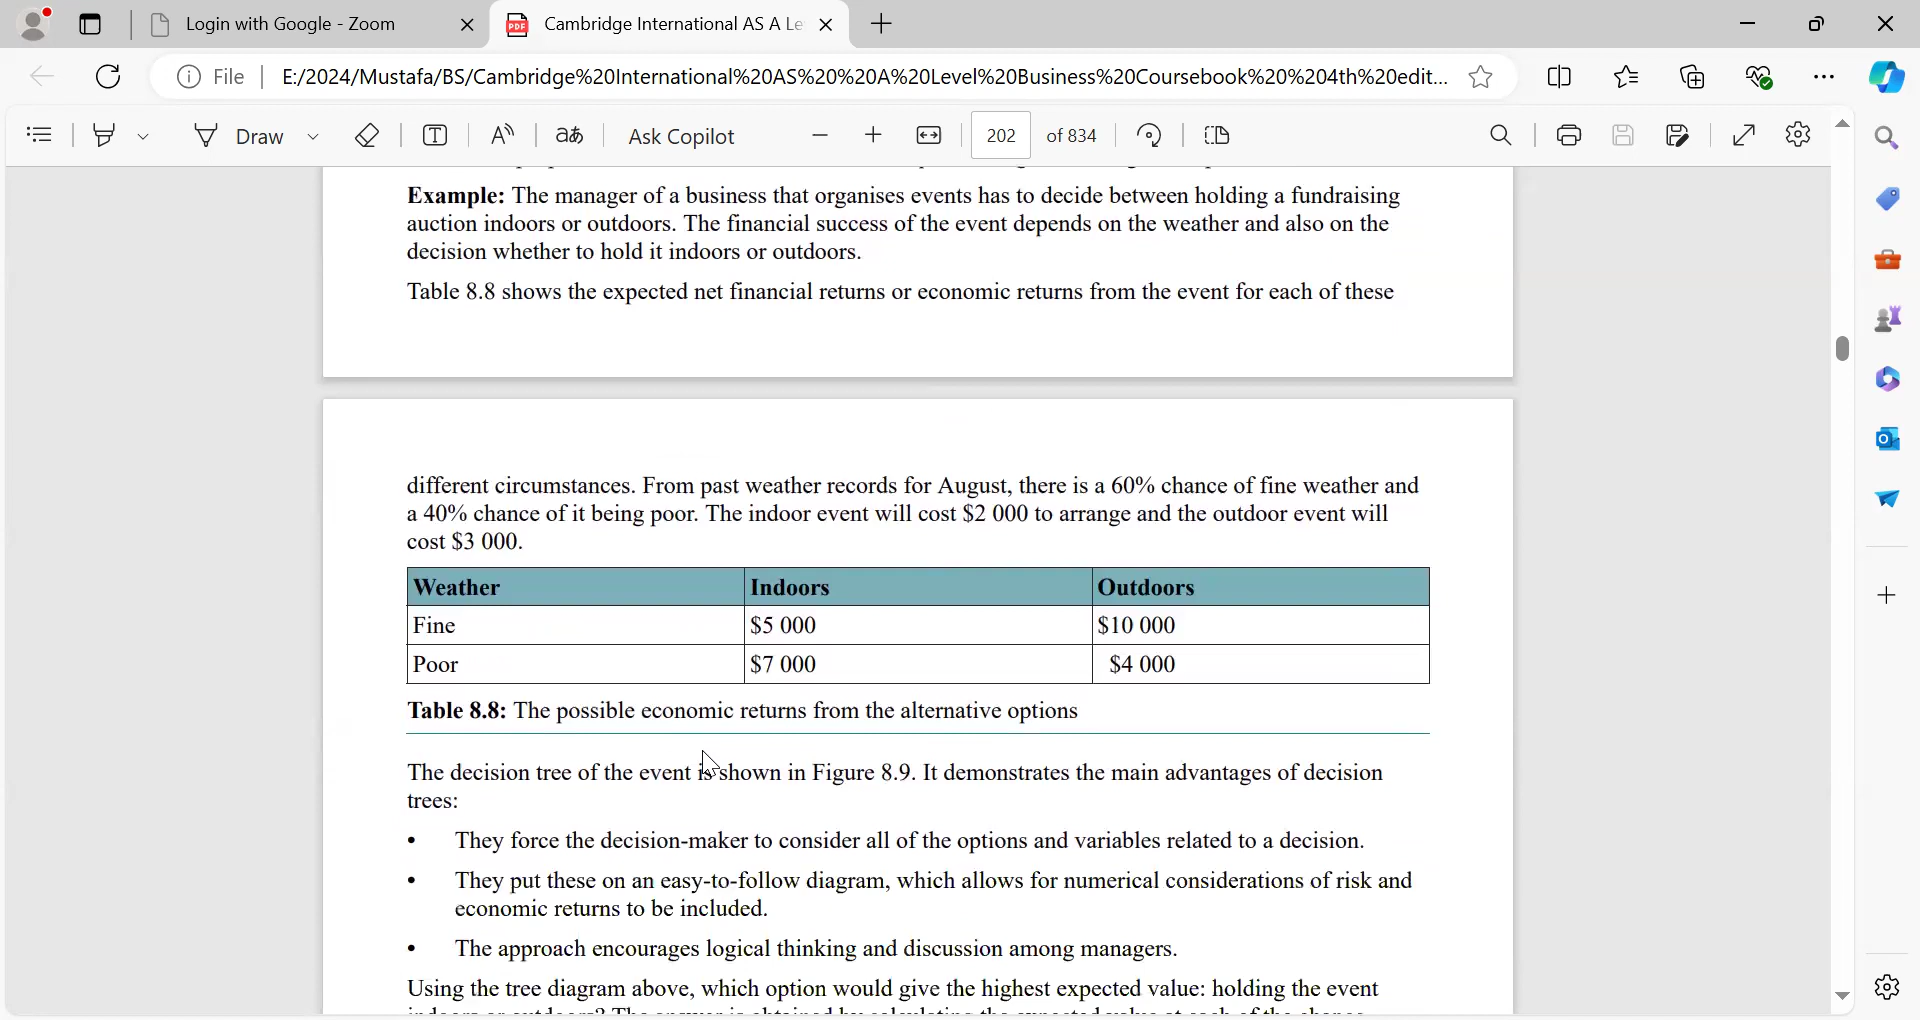 Login with Google - Zoom
Cambridge International AS A Le
File
E:/2024/Mustafa/BS/Cambridge%20International%20AS%20%20A%20Level%20Business%20Coursebook%20%204th%20edit...
Draw
Ask Copilot
202 of 834
Example: The manager of a business that organises events has to decide between holding a fundraising
auction indoors or outdoors. The financial success of the event depends on the weather and also on the
decision whether to hold it indoors or outdoors.
Table 8.8 shows the expected net financial returns or economic returns from the event for each of these
different circumstances. From past weather records for August, there is a 60% chance of fine weather and
a 40% chance of it being poor. The indoor event will cost $2 000 to arrange and the outdoor event will
cost $3 000.
Weather Indoors Outdoors
Fine $5 000 $10 000
Poor $7 000 $4 000
Table 8.8: The possible economic returns from the alternative options
The decision tree of the event is shown in Figure 8.9. It demonstrates the main advantages of decision
trees:
• They force the decision-maker to consider all of the options and variables related to a decision.
• They put these on an easy-to-follow diagram, which allows for numerical considerations of risk and
economic returns to be included.
• The approach encourages logical thinking and discussion among managers.
Using the tree diagram above, which option would give the highest expected value: holding the event